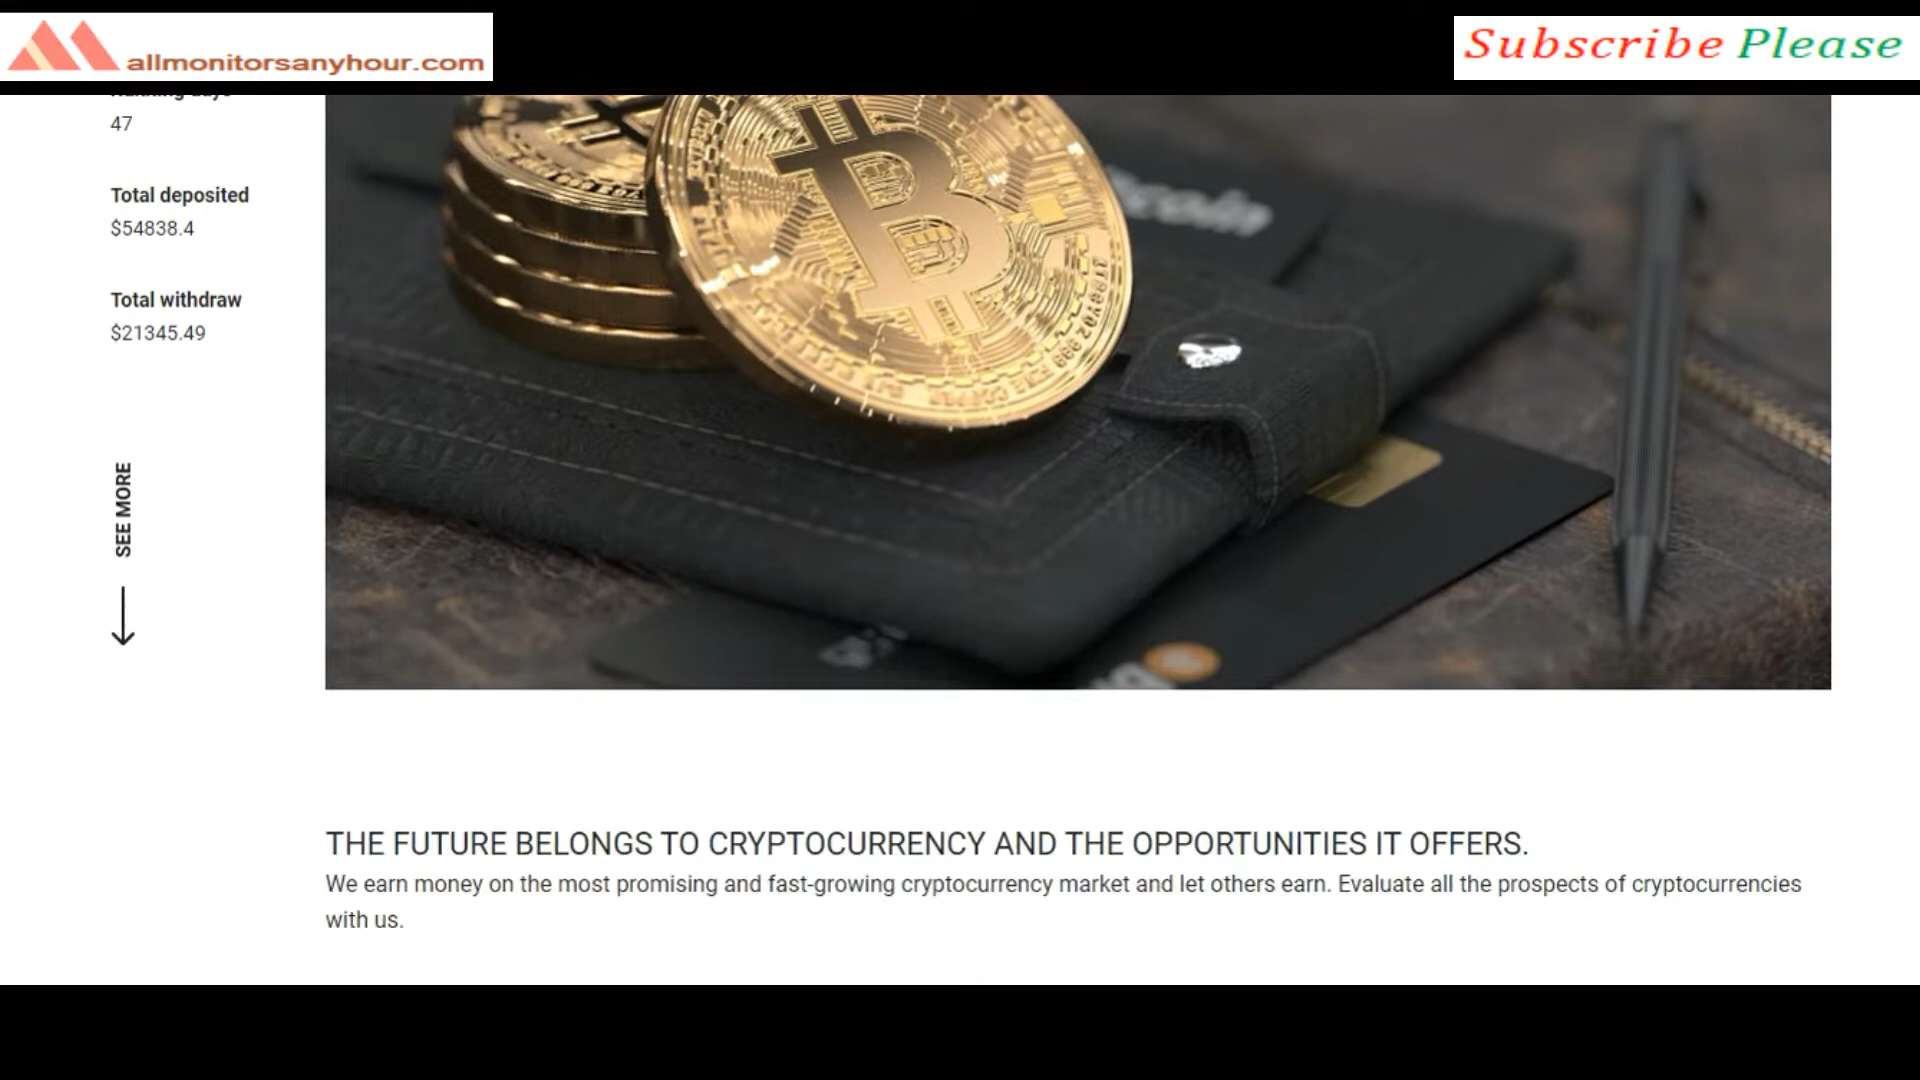 allmonitorsanyhour.com
Subscribe Please
Running days
47
Total deposited
$54838.4
Total withdraw
$21345.49
SEE MORE
THE FUTURE BELONGS TO CRYPTOCURRENCY AND THE OPPORTUNITIES IT OFFERS.
We earn money on the most promising and fast-growing cryptocurrency market and let others earn. Evaluate all the prospects of cryptocurrencies
with us.